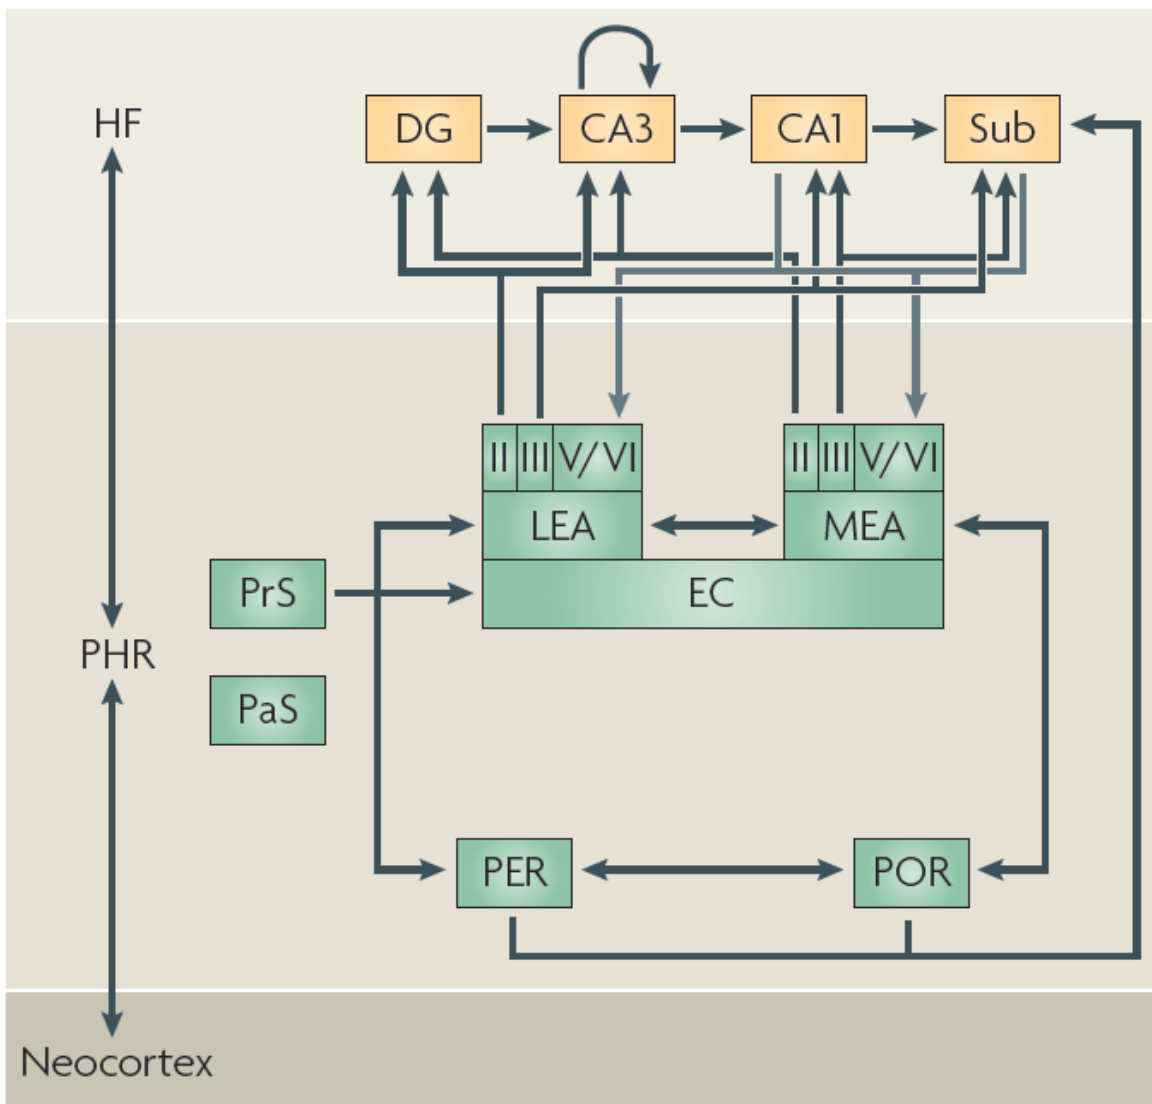 HF
DG
CA3
CA1
Sub
II
III
V/VI
II
III
V/VI
LEA
MEA
PrS
EC
PHR
PaS
PER
POR
Neocortex